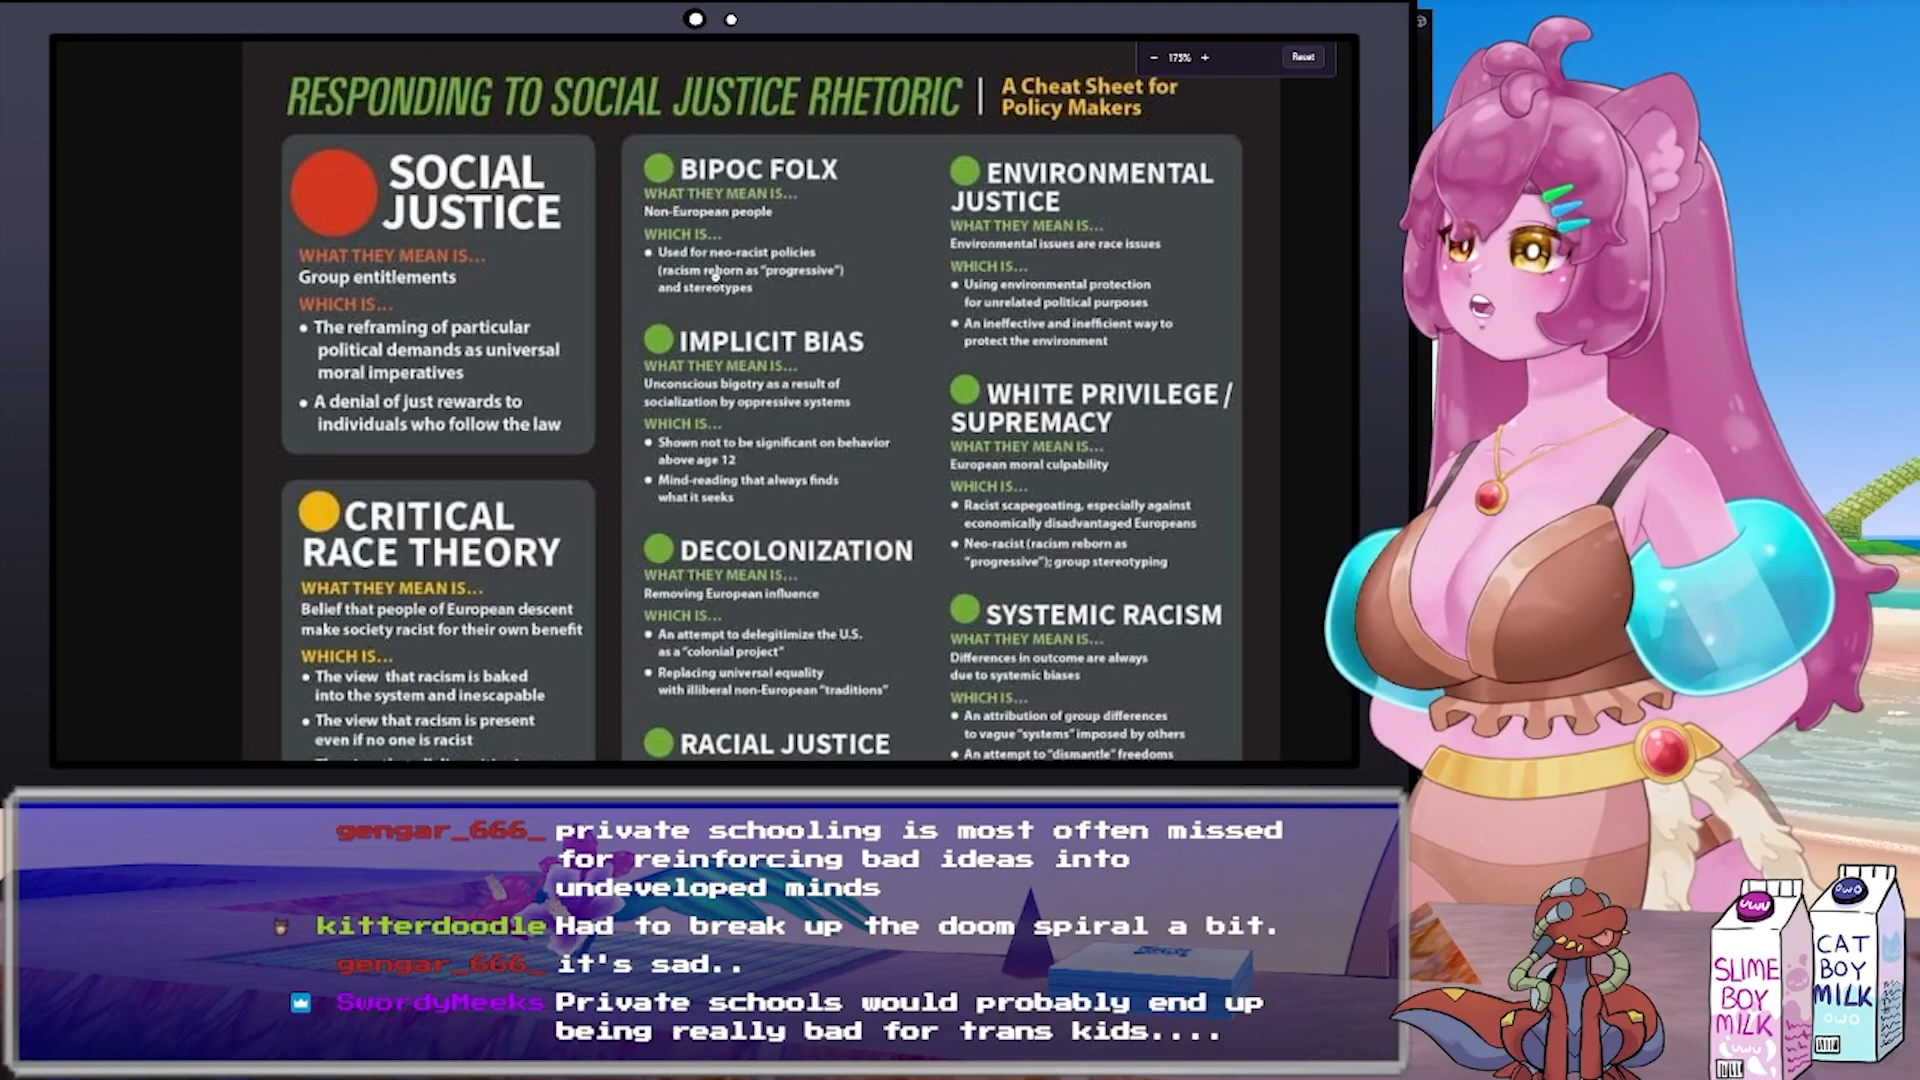 - 175% +
Reset
RESPONDING TO SOCIAL JUSTICE RHETORIC | A Cheat Sheet for
Policy Makers
SOCIAL
JUSTICE
WHAT THEY MEAN IS...
Group entitlements
WHICH IS...
• The reframing of particular
political demands as universal
moral imperatives
• A denial of just rewards to
individuals who follow the law
CRITICAL
RACE THEORY
WHAT THEY MEAN IS...
Belief that people of European descent
make society racist for their own benefit
WHICH IS...
• The view that racism is baked
into the system and inescapable
• The view that racism is present
even if no one is racist
BIPOC FOLX
WHAT THEY MEAN IS...
Non-European people
WHICH IS...
• Used for neo-racist policies
(racism reborn as "progressive")
and stereotypes
IMPLICIT BIAS
WHAT THEY MEAN IS...
Unconscious bigotry as a result of
socialization by oppressive systems
WHICH IS...
• Shown not to be significant on behavior
above age 12
• Mind-reading that always finds
what it seeks
DECOLONIZATION
WHAT THEY MEAN IS...
Removing European influence
WHICH IS...
• An attempt to delegitimize the U.S.
as a "colonial project"
• Replacing universal equality
with illiberal non-European "traditions"
RACIAL JUSTICE
ENVIRONMENTAL
JUSTICE
WHAT THEY MEAN IS...
Environmental issues are race issues
WHICH IS...
• Using environmental protection
for unrelated political purposes
• An ineffective and inefficient way to
protect the environment
WHITE PRIVILEGE /
SUPREMACY
WHAT THEY MEAN IS...
European moral culpability
WHICH IS...
• Racist scapegoating, especially against
economically disadvantaged Europeans
• Neo-racist (racism reborn as
"progressive"); group stereotyping
SYSTEMIC RACISM
WHAT THEY MEAN IS...
Differences in outcome are always
due to systemic biases
WHICH IS...
• An attribution of group differences
to vague "systems" imposed by others
• An attempt to "dismantle" freedoms
gengar_666_ private schooling is most often missed
for reinforcing bad ideas into
undeveloped minds
kitterdoodle Had to break up the doom spiral a bit.
gengar_666_ it's sad..
SwordyMeeks Private schools would probably end up
being really bad for trans kids....
UWU
SLIME
BOY
MILK
UWU
OWO
CAT
BOY
MILK
OWO